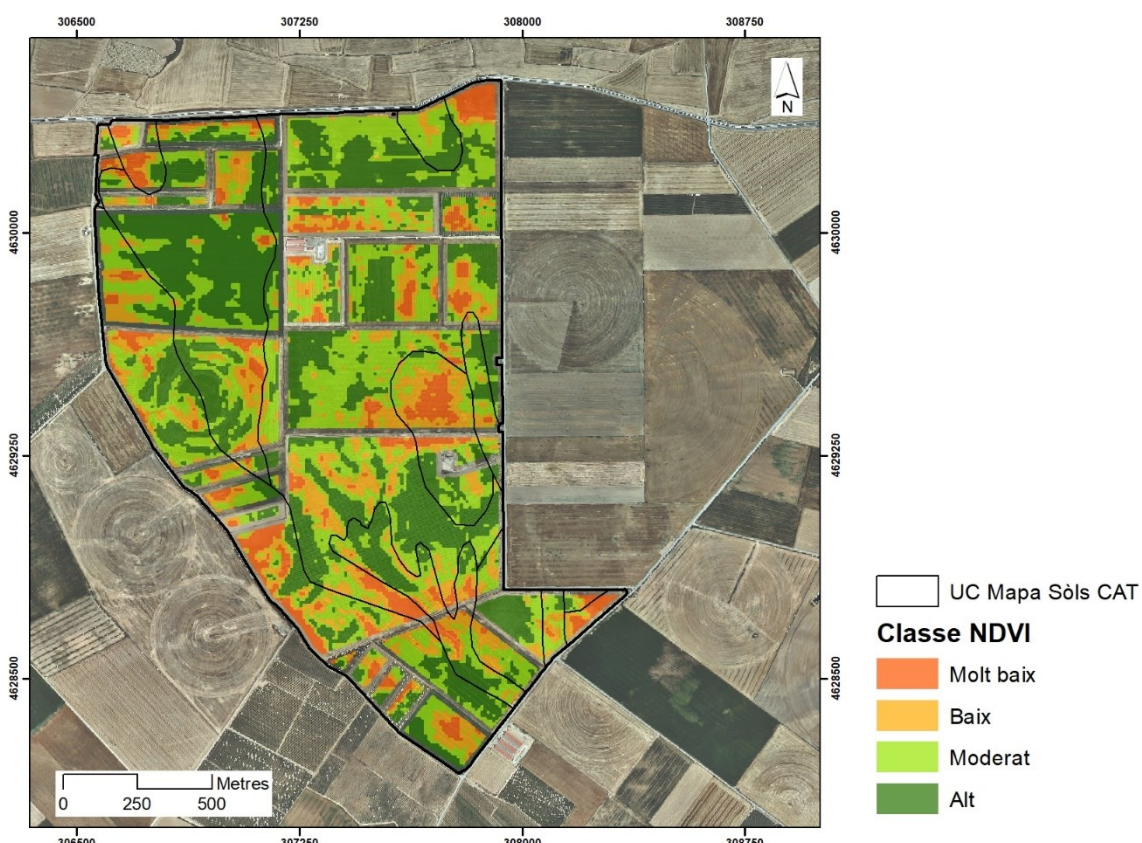 306500 307250 308000 308750
N
4630000 4630000
4629250 4629250
4628500 4628500
Metres
0 250 500
306500 307250 308000 308750
UC Mapa Sòls CAT
Classe NDVI
Molt baix
Baix
Moderat
Alt